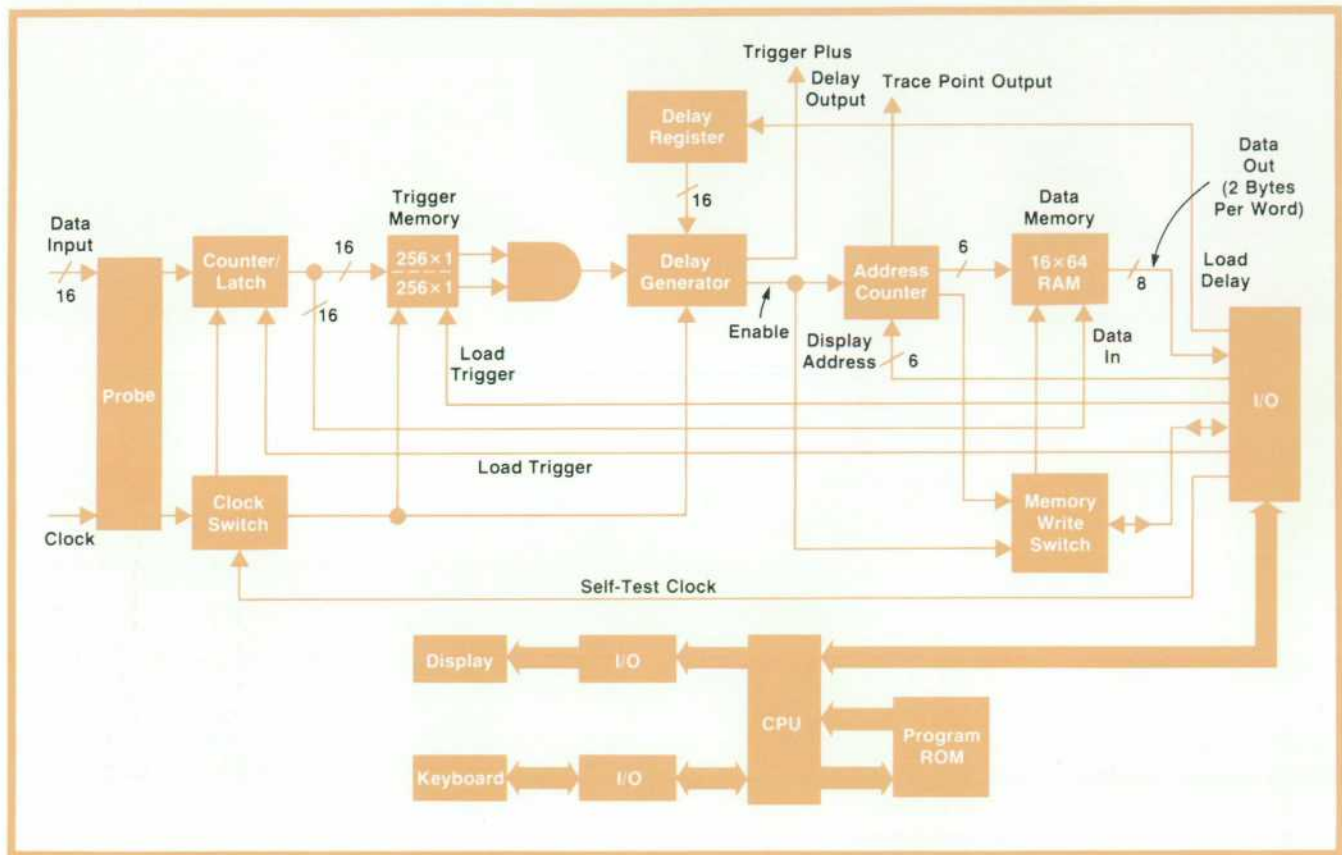 Trigger Plus
Delay
Output
Trace Point Output
Delay
Register
16
Data
Out
(2 Bytes
Per Word)
Data
Input
16
Probe
Counter/
Latch
16
16
Trigger
Memory
256×1
256×1
Delay
Generator
Enable
Address
Counter
6
Data
Memory
16×64
RAM
8
Load
Delay
Display
Address
6
Data
In
Load
Trigger
I/O
Load Trigger
Clock
Clock
Switch
Memory
Write
Switch
Self-Test Clock
Display
I/O
CPU
Program
ROM
Keyboard
I/O